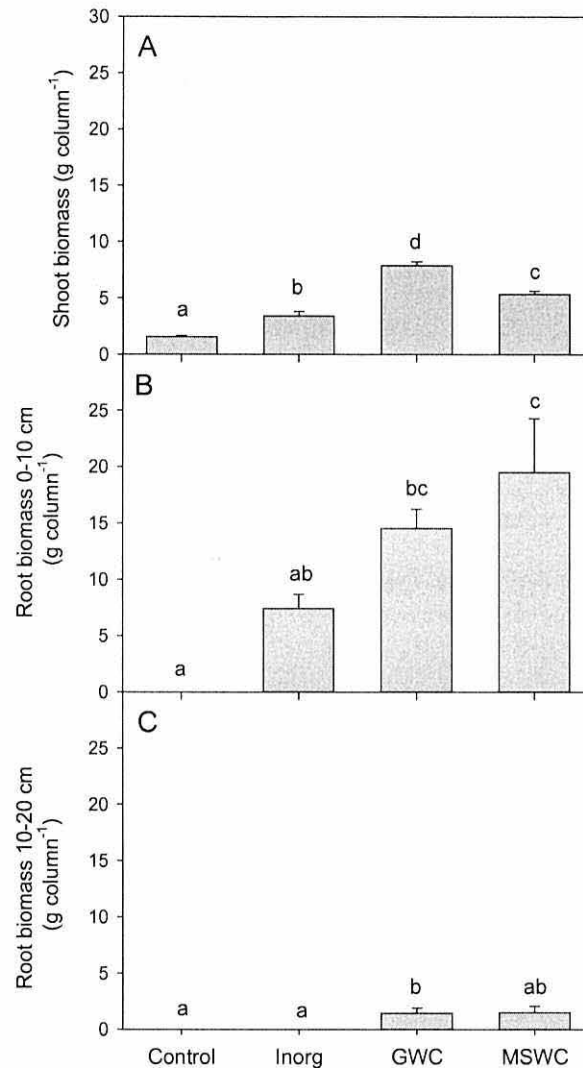 A
Shoot biomass (g column⁻¹)
30
25
20
15
10
5
0
a
b
d
c
B
Root biomass 0-10 cm
(g column⁻¹)
25
20
15
10
5
0
a
ab
bc
c
C
Root biomass 10-20 cm
(g column⁻¹)
25
20
15
10
5
0
a
a
b
ab
Control Inorg GWC MSWC